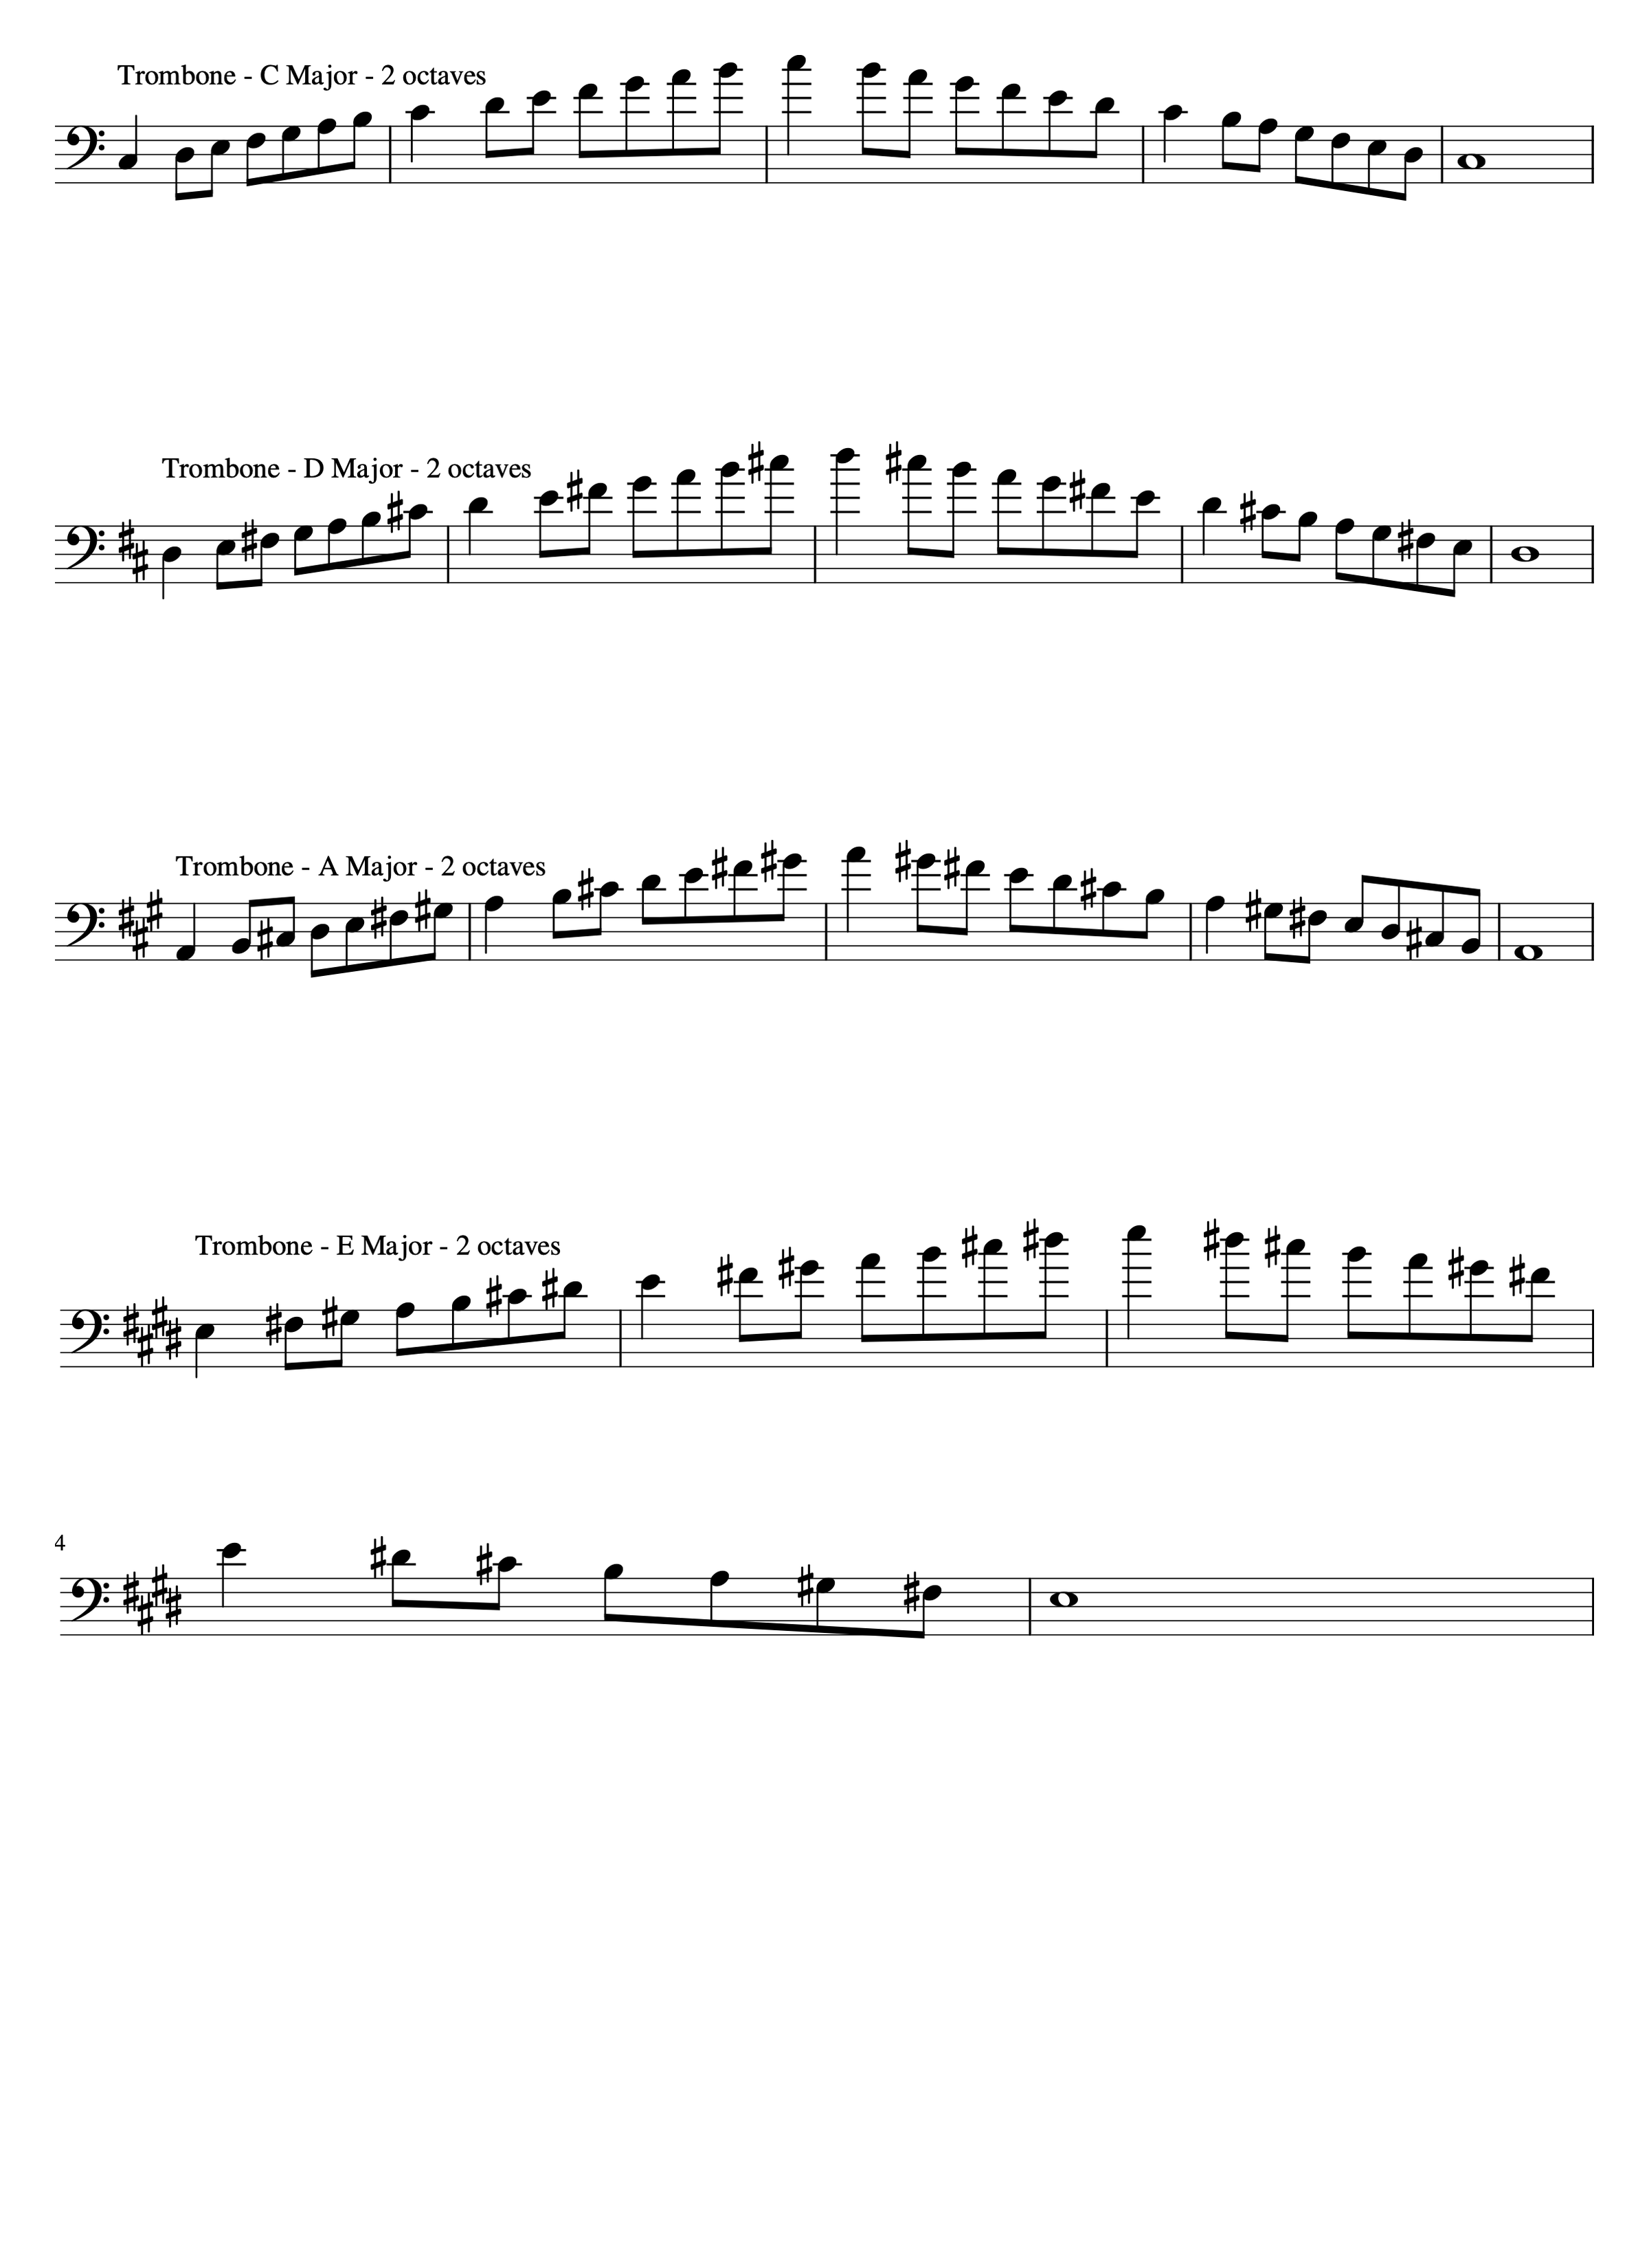 Trombone - C Major - 2 octaves
Trombone - D Major - 2 octaves
Trombone - A Major - 2 octaves
Trombone - E Major - 2 octaves
4